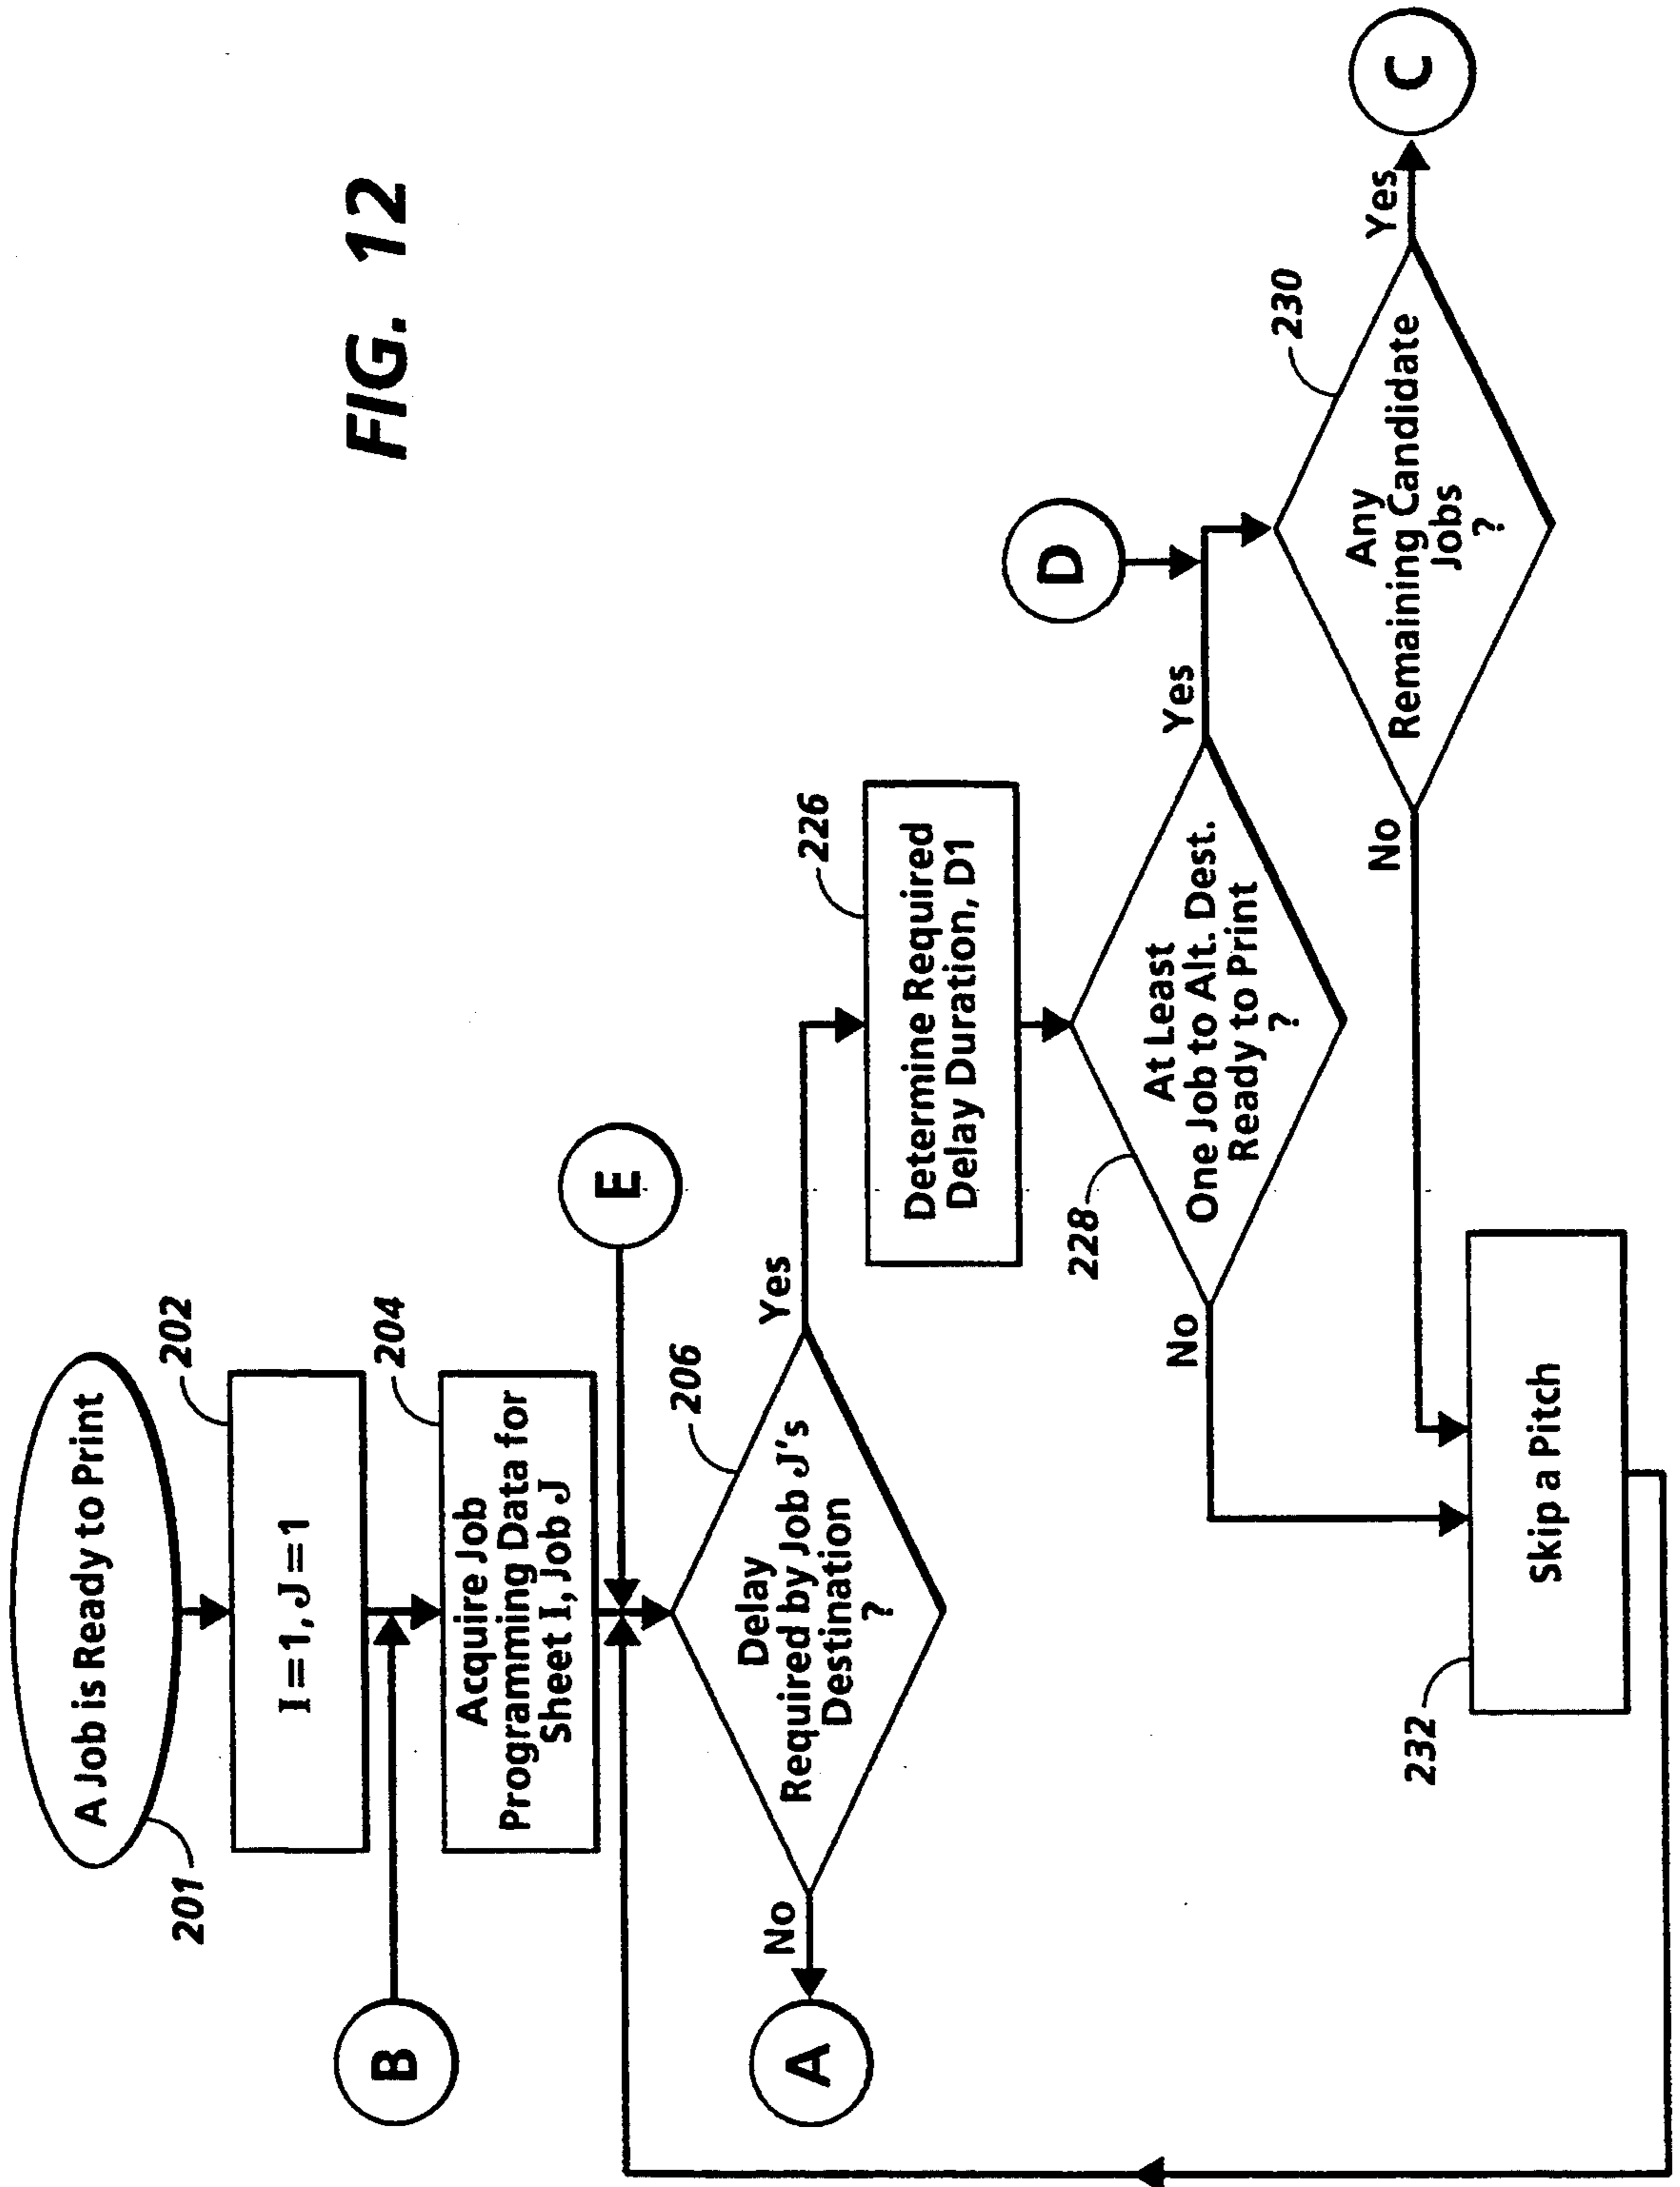 FIG. 12
A Job is Ready to Print
201
I=1, J=1
202
B
Acquire Job
Programming Data for
Sheet I, Job J
204
E
Delay
Required by Job J's
Destination
?
206
No
A
Yes
Determine Required
Delay Duration, D1
226
At Least
One Job to Alt. Dest.
Ready to Print
?
228
No
Yes
D
Any
Remaining Candidate
Jobs
?
230
No
Yes
C
Skip a Pitch
232